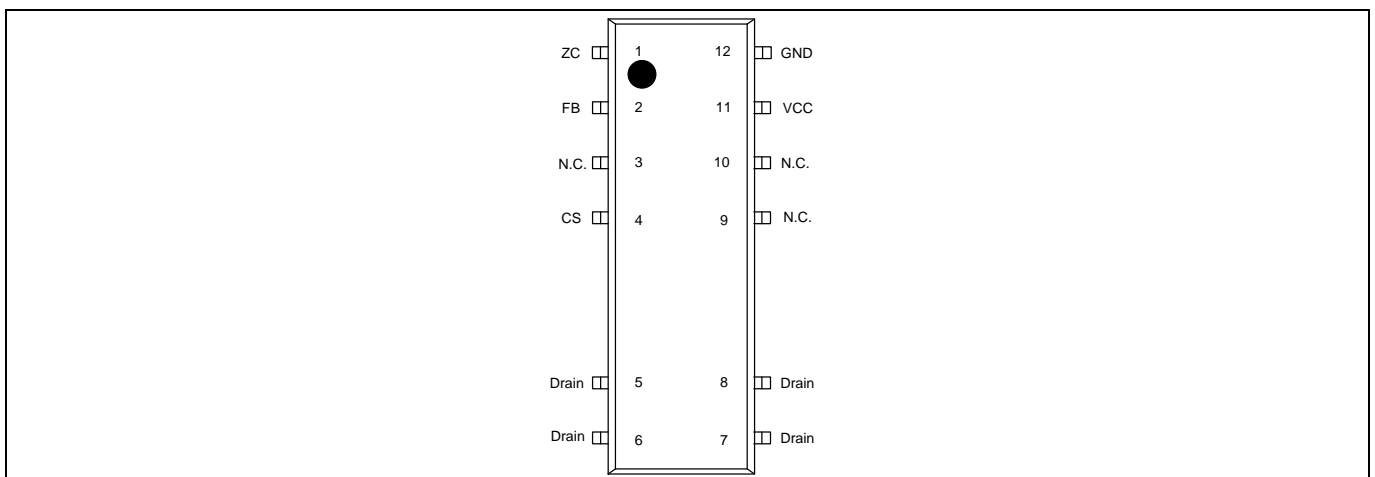 ZC 1 12 GND
FB 2 11 VCC
N.C. 3 10 N.C.
CS 4 9 N.C.
Drain 5 8 Drain
Drain 6 7 Drain